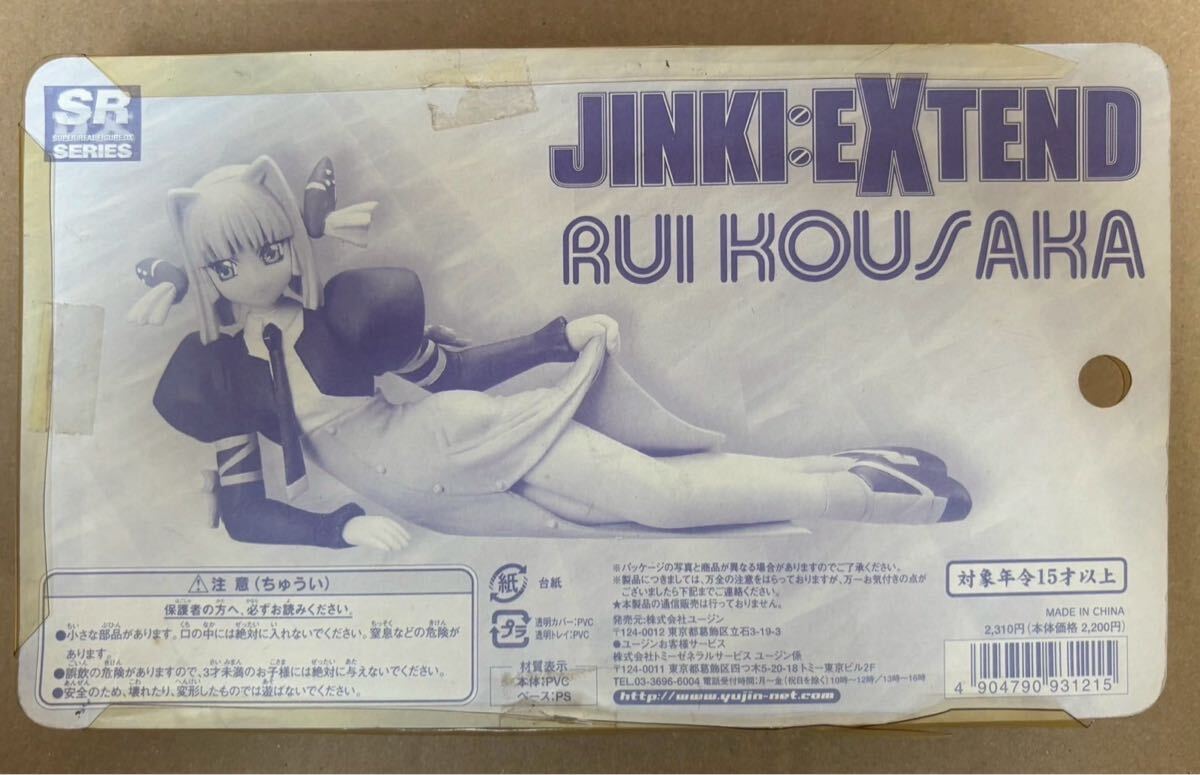 SR
DX
SUPER REAL FIGURE DX
SERIES
JINKI:EXTEND
RUI KOUSAKA
⚠注意(ちゅうい)
保護者の方へ、必ずお読みください。
●小さな部品があります。口の中には絶対に入れないでください。窒息などの危険が
あります。
●誤飲の危険がありますので、3才未満のお子様には絶対に与えないでください。
●安全のため、壊れたり、変形したものでは遊ばないでください。
紙
台紙
プラ
透明カバー:PVC
透明トレイ:PVC
材質表示
本体:PVC
ベース:PS
※パッケージの写真と商品が異なる場合がありますのでご了承ください。
※製品につきましては、万全の注意をはらっておりますが、万一お気付きの点が
ございましたら下記までご連絡ください。
★本製品の通信販売は行っておりません。
発売元:株式会社ユージン
〒124-0012 東京都葛飾区立石3-19-3
●ユージンお客様サービス
株式会社トミーゼネラルサービス ユージン係
〒124-0011 東京都葛飾区四つ木5-20-18 トミー東京ビル2F
TEL.03-3696-6004 電話受付時間:月〜金(祝日を除く)10時〜12時/13時〜16時
http://www.yujin-net.com
対象年令15才以上
MADE IN CHINA
2,310円(本体価格 2,200円)
4 904790 931215